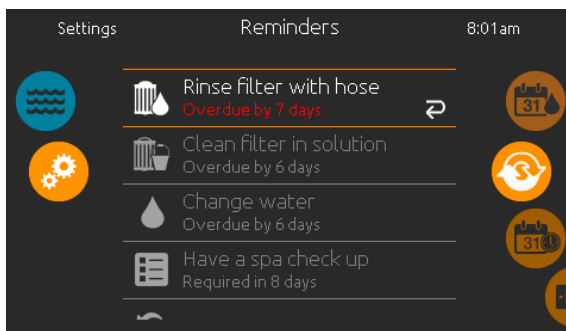 Settings
Reminders
8:01am
Rinse filter with hose
Overdue by 7 days
Clean filter in solution
Overdue by 6 days
Change water
Overdue by 6 days
Have a spa check up
Required in 8 days
31
31